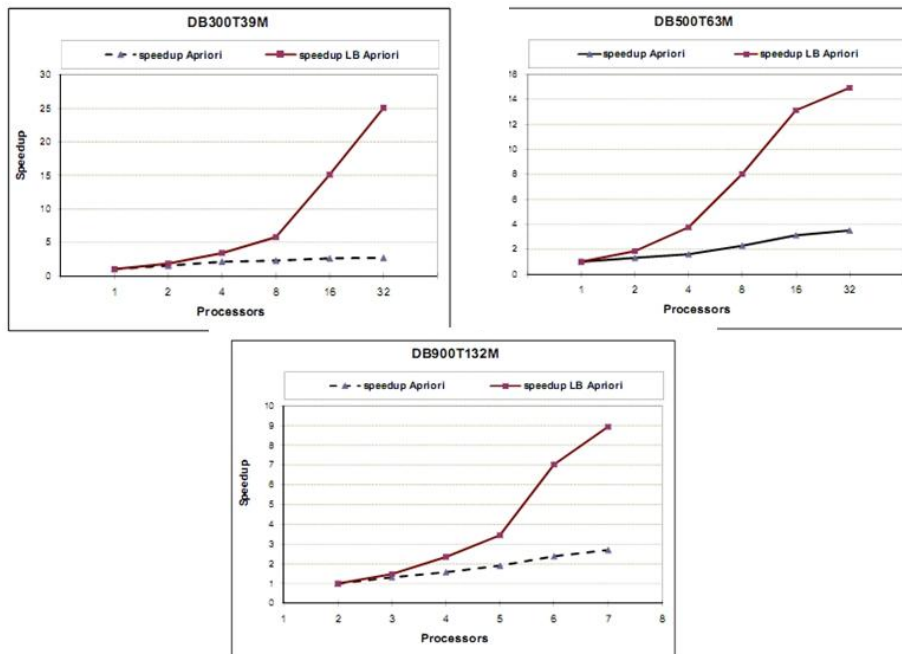 DB300T39M
speedup Apriori speedup LB Apriori
30
25
20
15
10
5
0
Speedup
1 2 4 8 16 32
Processors
DB500T63M
speedup Apriori speedup LB Apriori
16
14
12
10
8
6
4
2
0
1 2 4 8 16 32
Processors
DB900T132M
speedup Apriori speedup LB Apriori
10
9
8
7
6
5
4
3
2
1
0
Speedup
1 2 3 4 5 6 7 8
Processors